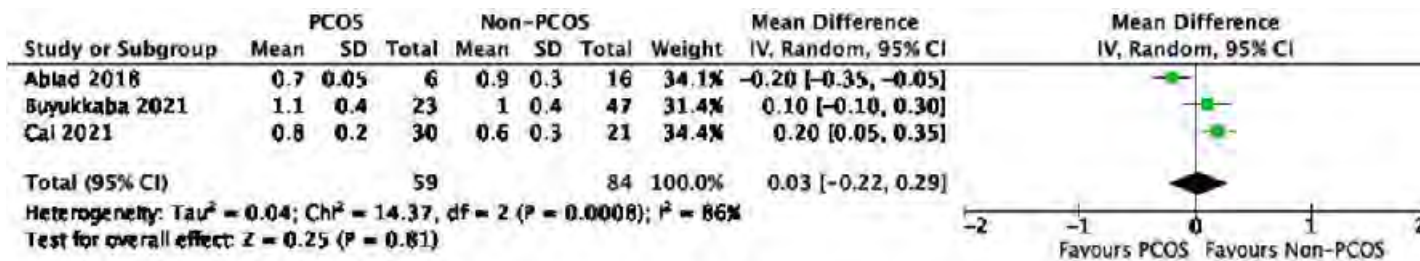 PCOS Non-PCOS Mean Difference Mean Difference
Study or Subgroup Mean SD Total Mean SD Total Weight IV, Random, 95% CI IV, Random, 95% CI
Ablad 2018 0.7 0.05 6 0.9 0.3 16 34.1% −0.20 [−0.35, −0.05]
Buyukkaba 2021 1.1 0.4 23 1 0.4 47 31.4% 0.10 [−0.10, 0.30]
Cai 2021 0.8 0.2 30 0.6 0.3 21 34.4% 0.20 [0.05, 0.35]
Total (95% CI) 59 84 100.0% 0.03 [−0.22, 0.29]
Heterogeneity: Tau² = 0.04; Chi² = 14.37, df = 2 (P = 0.0008); I² = 86%
Test for overall effect: Z = 0.25 (P = 0.81)
−2 −1 0 1 2
Favours PCOS Favours Non-PCOS